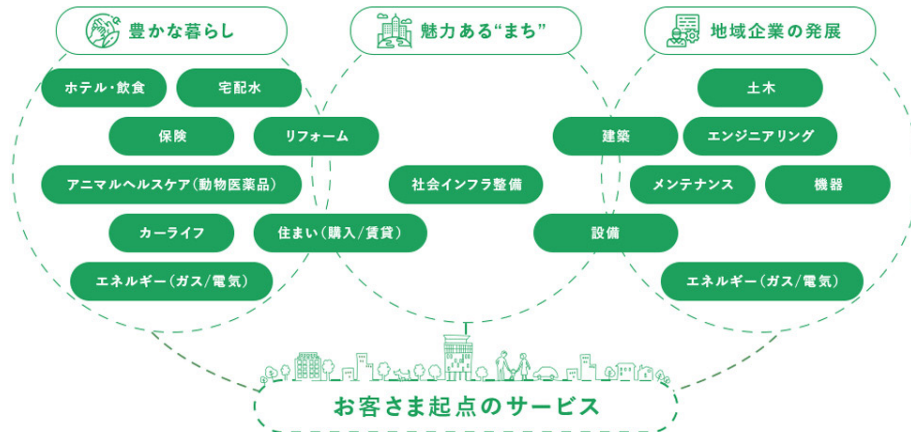 豊かな暮らし
魅力ある“まち”
地域企業の発展
ホテル・飲食
宅配水
土木
保険
リフォーム
建築
エンジニアリング
アニマルヘルスケア（動物医薬品）
社会インフラ整備
メンテナンス
機器
カーライフ
住まい（購入/賃貸）
設備
エネルギー（ガス/電気）
エネルギー（ガス/電気）
お客さま起点のサービス